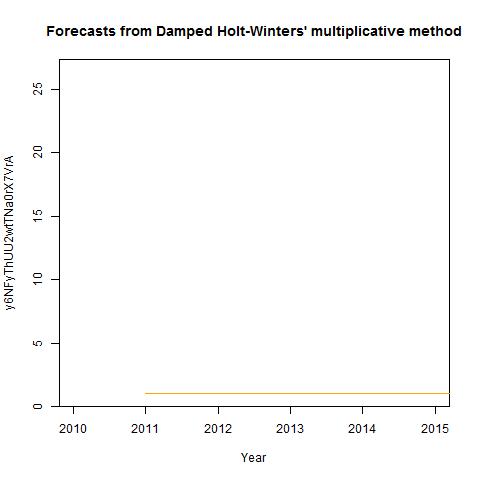 Forecasts from Damped Holt-Winters' multiplicative method
25
20
15
10
5
0
y6NFyThUU2wtTNa0rX7VrA
2010 2011 2012 2013 2014 2015
Year